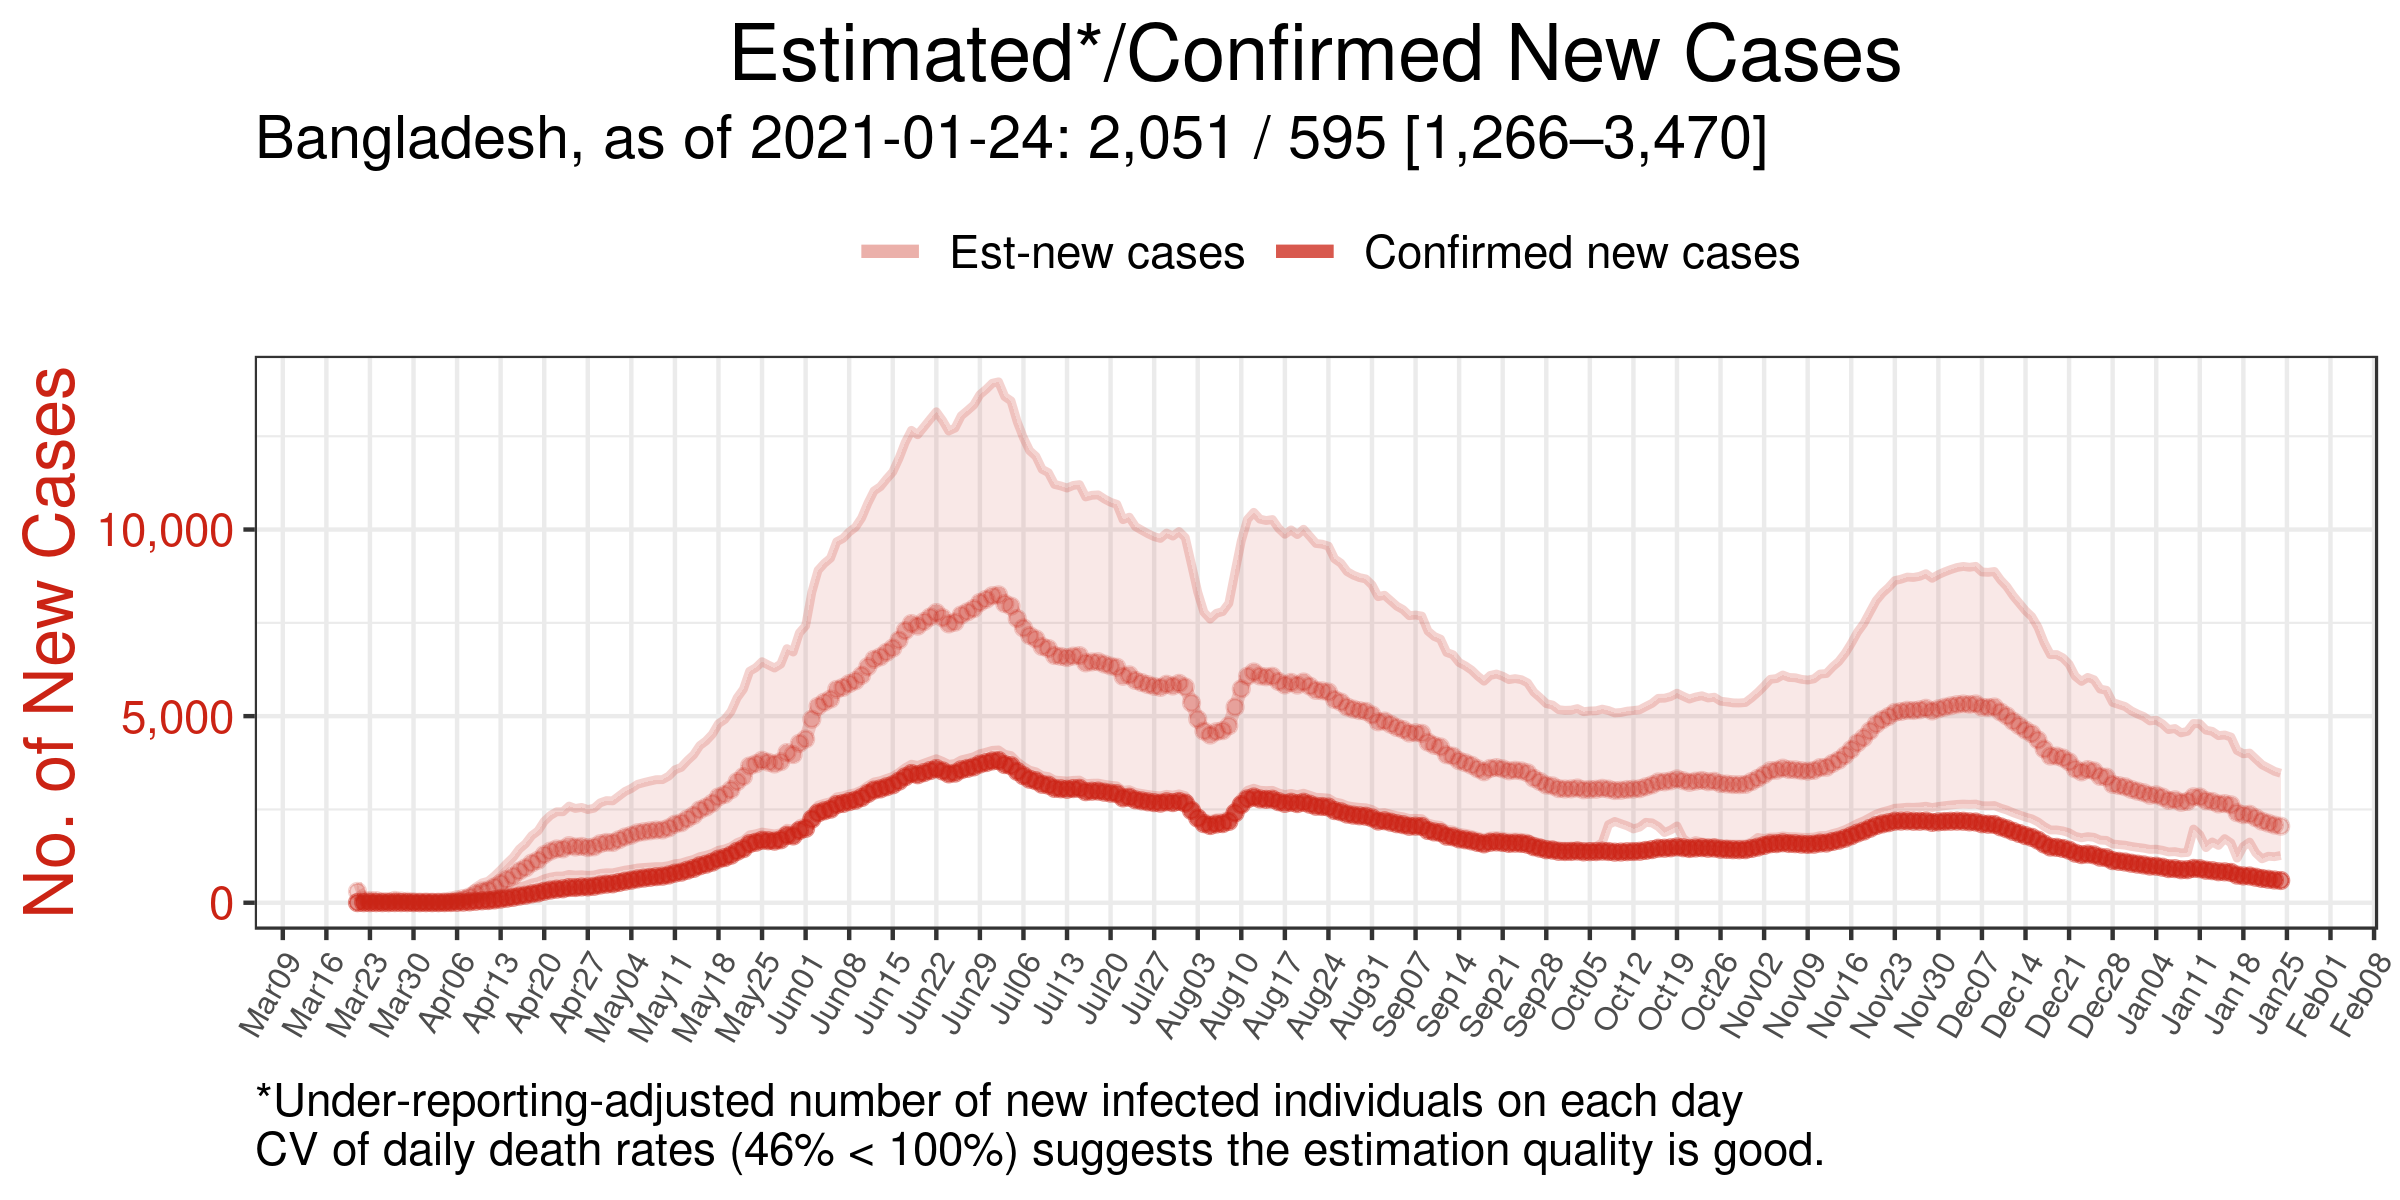 Estimated*/Confirmed New Cases
Bangladesh, as of 2021-01-24: 2,051 / 595 [1,266–3,470]
Est-new cases
Confirmed new cases
No. of New Cases
10,000
5,000
0
Mar09
Mar16
Mar23
Mar30
Apr06
Apr13
Apr20
Apr27
May04
May11
May18
May25
Jun01
Jun08
Jun15
Jun22
Jun29
Jul06
Jul13
Jul20
Jul27
Aug03
Aug10
Aug17
Aug24
Aug31
Sep07
Sep14
Sep21
Sep28
Oct05
Oct12
Oct19
Oct26
Nov02
Nov09
Nov16
Nov23
Nov30
Dec07
Dec14
Dec21
Dec28
Jan04
Jan11
Jan18
Jan25
Feb01
Feb08
*Under-reporting-adjusted number of new infected individuals on each day
CV of daily death rates (46% < 100%) suggests the estimation quality is good.